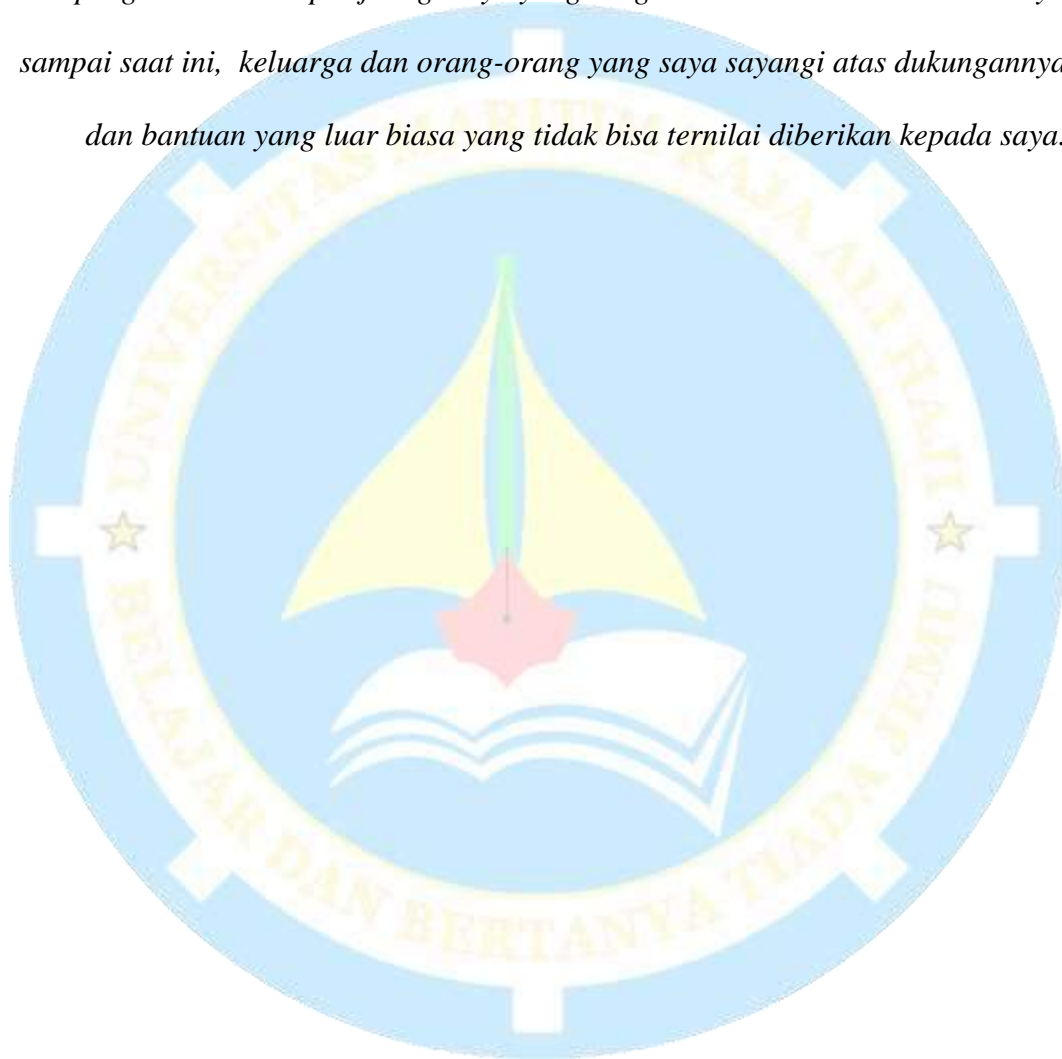 sampai saat ini, keluarga dan orang-orang yang saya sayangi atas dukungannya
dan bantuan yang luar biasa yang tidak bisa ternilai diberikan kepada saya.
UNIVERSITAS MARITIM RAJA ALI HAJI
BELAJAR DAN BERTANYA TIADA JEMU